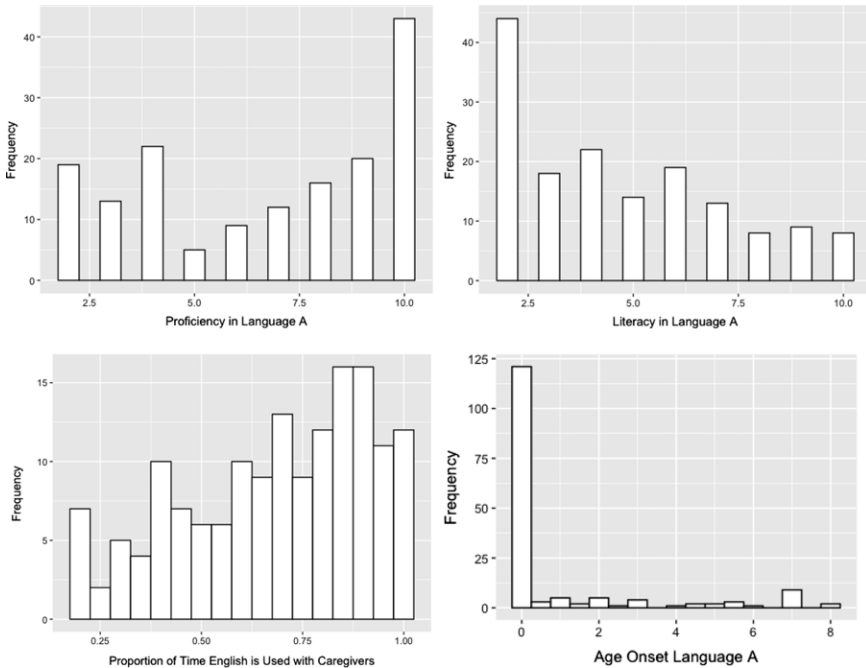 Frequency
40
30
20
10
0
2.5 5.0 7.5 10.0
Proficiency in Language A
Frequency
40
30
20
10
0
2.5 5.0 7.5 10.0
Literacy in Language A
Frequency
15
10
5
0
0.25 0.50 0.75 1.00
Proportion of Time English is Used with Caregivers
Frequency
125
100
75
50
25
0
0 2 4 6 8
Age Onset Language A